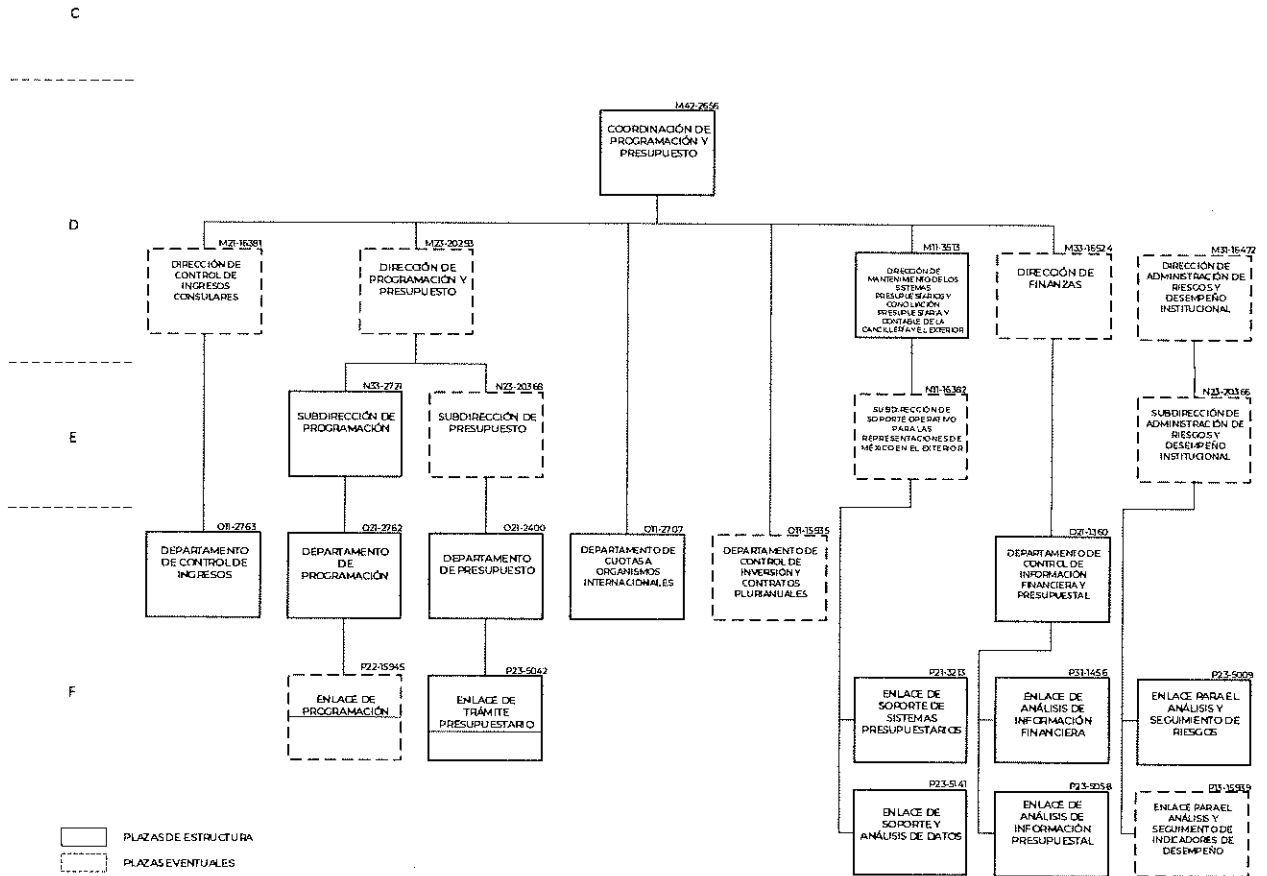 C
M42-2656
COORDINACIÓN DE
PROGRAMACIÓN Y
PRESUPUESTO
D
M21-16381
DIRECCIÓN DE
CONTROL DE
INGRESOS
CONSULARES
M23-20293
DIRECCIÓN DE
PROGRAMACIÓN Y
PRESUPUESTO
M11-3513
DIRECCIÓN DE
MANTENIMIENTO DE LOS
SISTEMAS
PRESUPUESTARIOS Y
CONCILIACIÓN
PRESUPUESTARIA Y
CONTABLE DE LA
CANCILLERÍA Y EL EXTERIOR
M33-16524
DIRECCIÓN DE
FINANZAS
M31-16472
DIRECCIÓN DE
ADMINISTRACIÓN DE
RIESGOS Y
DESEMPEÑO
INSTITUCIONAL
E
N33-2721
SUBDIRECCIÓN DE
PROGRAMACIÓN
N23-20368
SUBDIRECCIÓN DE
PRESUPUESTO
N11-16382
SUBDIRECCIÓN DE
SOPORTE OPERATIVO
PARA LAS
REPRESENTACIONES DE
MÉXICO EN EL EXTERIOR
N23-20366
SUBDIRECCIÓN DE
ADMINISTRACIÓN DE
RIESGOS Y
DESEMPEÑO
INSTITUCIONAL
O11-2763
DEPARTAMENTO
DE CONTROL DE
INGRESOS
O21-2762
DEPARTAMENTO
DE
PROGRAMACIÓN
O21-2400
DEPARTAMENTO
DE PRESUPUESTO
O11-2707
DEPARTAMENTO DE
CUOTAS A
ORGANISMOS
INTERNACIONALES
O11-15935
DEPARTAMENTO DE
CONTROL DE
INVERSIÓN Y
CONTRATOS
PLURIANUALES
O21-1360
DEPARTAMENTO DE
CONTROL DE
INFORMACIÓN
FINANCIERA Y
PRESUPUESTAL
F
P22-15945
ENLACE DE
PROGRAMACIÓN
P23-5042
ENLACE DE
TRÁMITE
PRESUPUESTARIO
P21-3213
ENLACE DE
SOPORTE DE
SISTEMAS
PRESUPUESTARIOS
P31-1456
ENLACE DE
ANÁLISIS DE
INFORMACIÓN
FINANCIERA
P23-5009
ENLACE PARA EL
ANÁLISIS Y
SEGUIMIENTO DE
RIESGOS
P23-5141
ENLACE DE
SOPORTE Y
ANÁLISIS DE DATOS
P23-5058
ENLACE DE
ANÁLISIS DE
INFORMACIÓN
PRESUPUESTAL
P13-15939
ENLACE PARA EL
ANÁLISIS Y
SEGUIMIENTO DE
INDICADORES DE
DESEMPEÑO
PLAZAS DE ESTRUCTURA
PLAZAS EVENTUALES